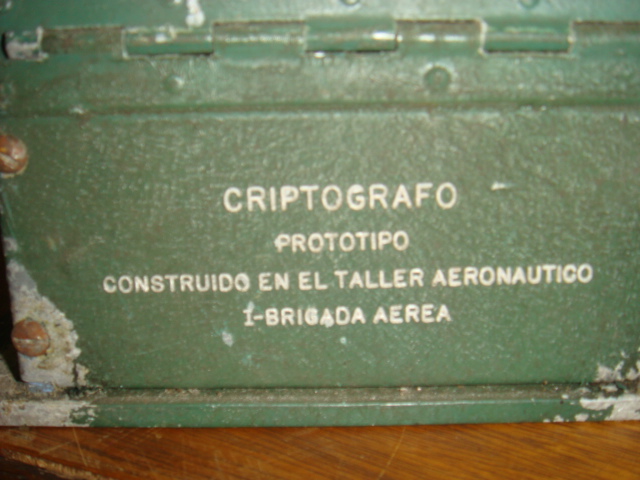 CRIPTOGRAFO
PROTOTIPO
CONSTRUIDO EN EL TALLER AERONAUTICO
I-BRIGADA AEREA